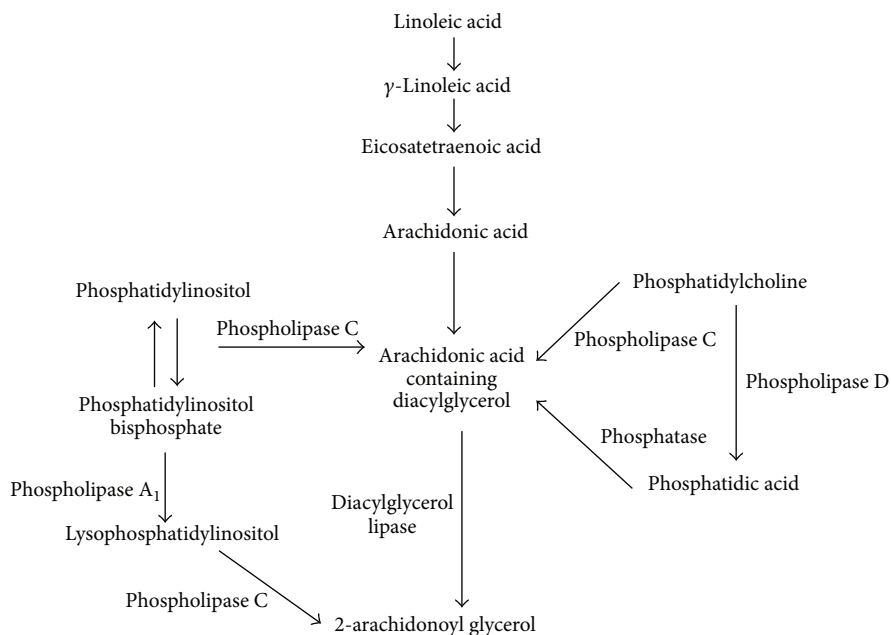 Linoleic acid
γ-Linoleic acid
Eicosatetraenoic acid
Arachidonic acid
Phosphatidylinositol
Phosphatidylcholine
Phospholipase C
Phospholipase C
Arachidonic acid
containing
diacylglycerol
Phospholipase D
Phosphatidylinositol
bisphosphate
Phosphatase
Phospholipase A₁
Phosphatidic acid
Diacylglycerol
lipase
Lysophosphatidylinositol
Phospholipase C
2-arachidonoyl glycerol